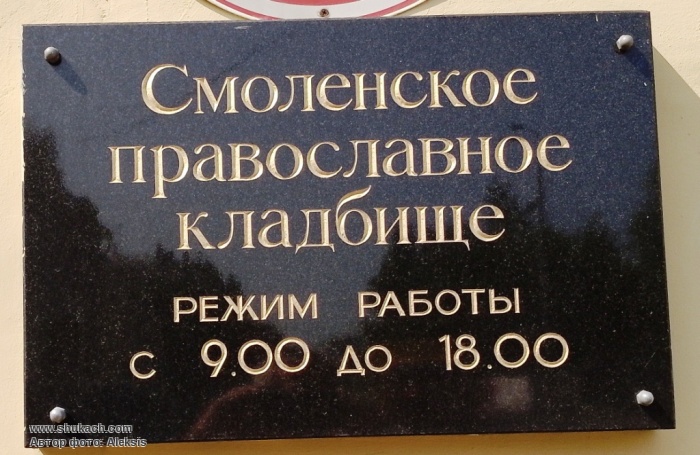 Смоленское
православное
кладбище
РЕЖИМ РАБОТЫ
С 9.00 ДО 18.00
www.shukach.com
Автор фото: Aleksis